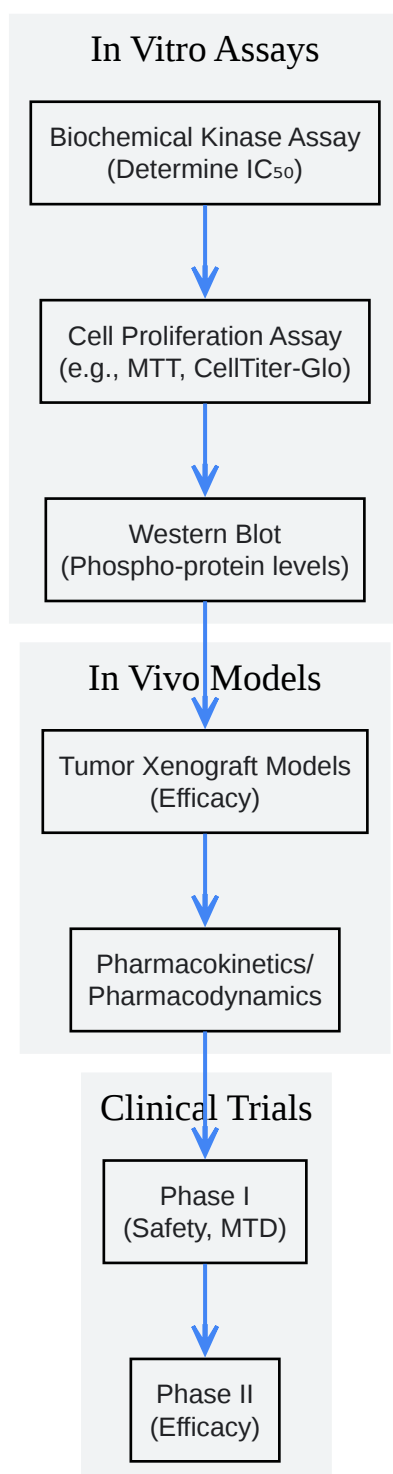 In Vitro Assays
Biochemical Kinase Assay
(Determine IC₅₀)
Cell Proliferation Assay
(e.g., MTT, CellTiter-Glo)
Western Blot
(Phospho-protein levels)
In Vivo Models
Tumor Xenograft Models
(Efficacy)
Pharmacokinetics/
Pharmacodynamics
Clinical Trials
Phase I
(Safety, MTD)
Phase II
(Efficacy)